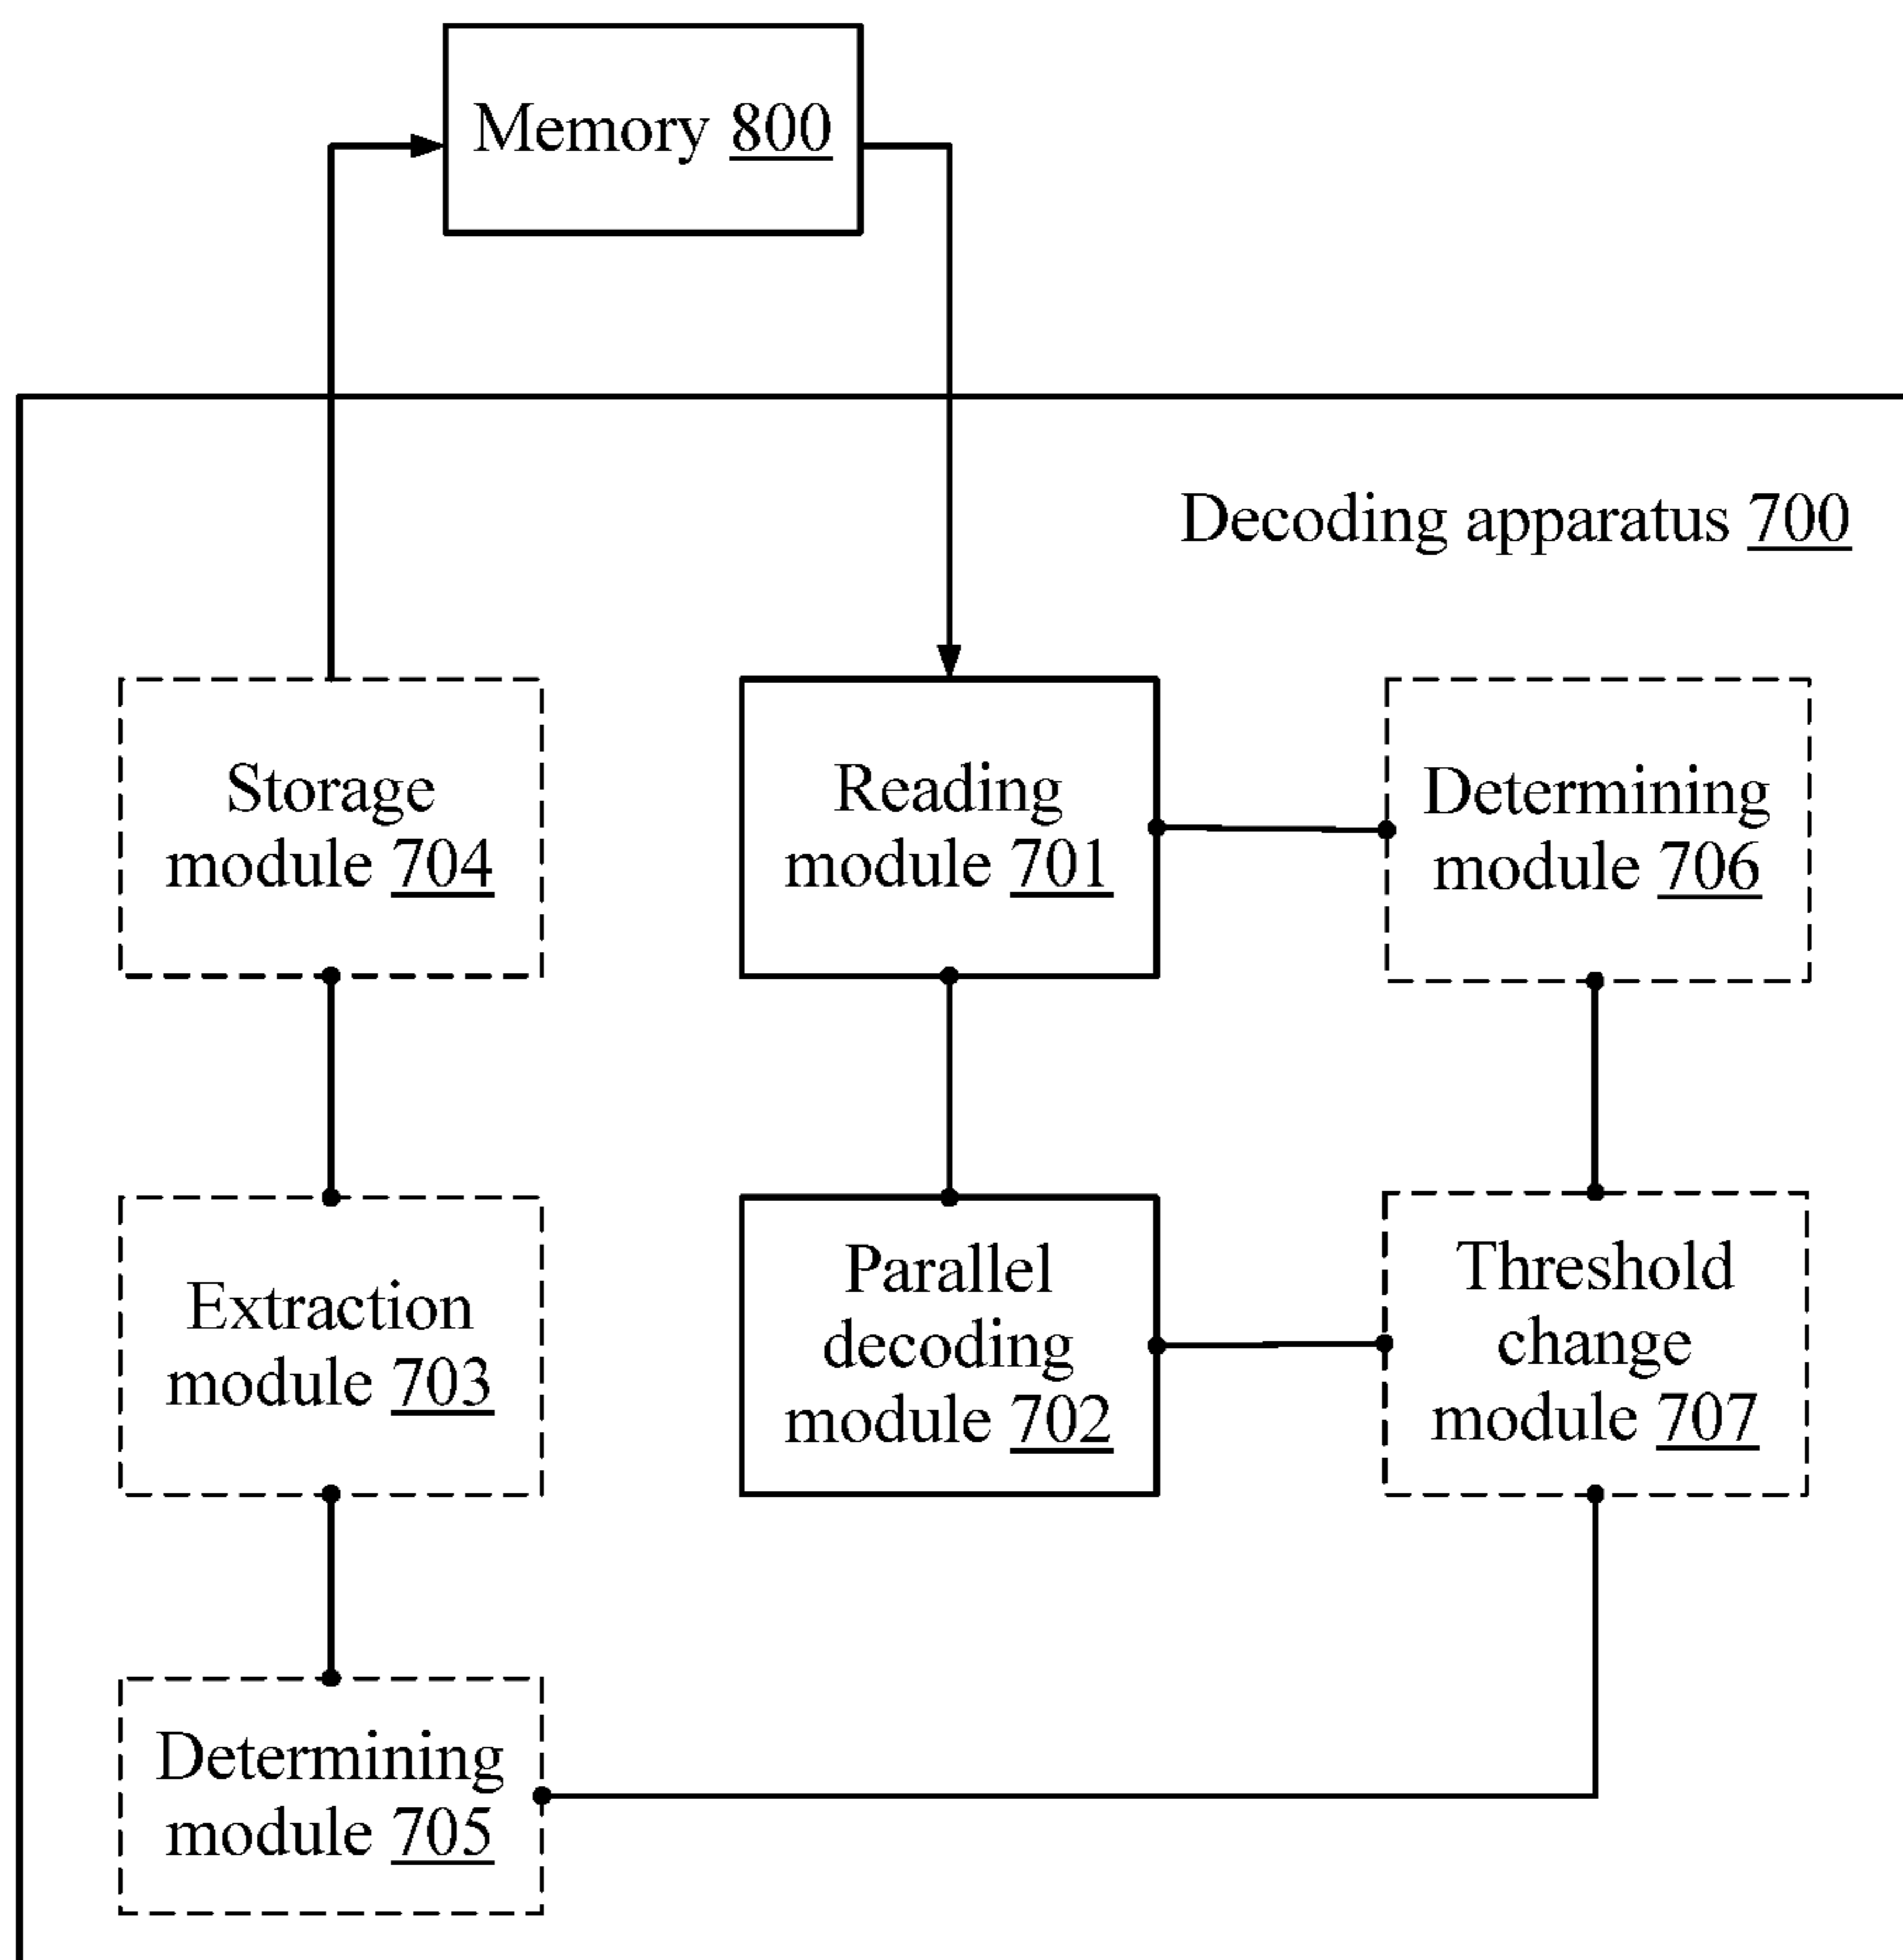 Memory 800
Decoding apparatus 700
Storage
module 704
Reading
module 701
Determining
module 706
Extraction
module 703
Parallel
decoding
module 702
Threshold
change
module 707
Determining
module 705